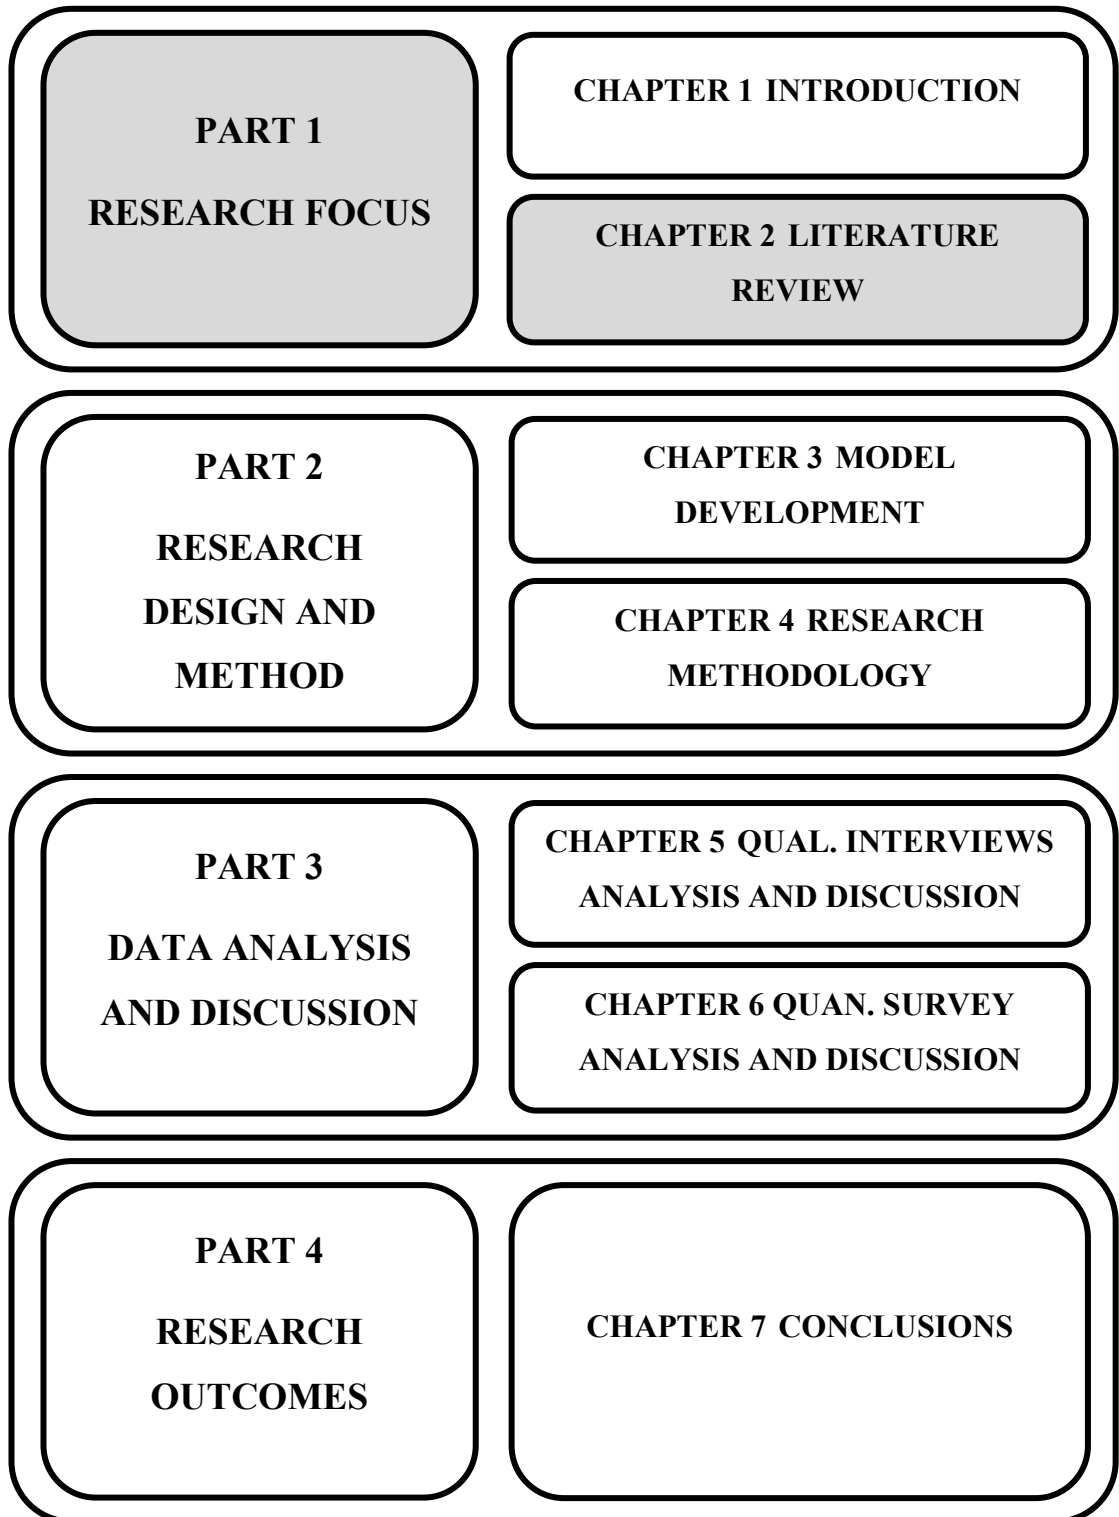 PART 1
RESEARCH FOCUS
CHAPTER 1 INTRODUCTION
CHAPTER 2 LITERATURE
REVIEW
PART 2
RESEARCH
DESIGN AND
METHOD
CHAPTER 3 MODEL
DEVELOPMENT
CHAPTER 4 RESEARCH
METHODOLOGY
PART 3
DATA ANALYSIS
AND DISCUSSION
CHAPTER 5 QUAL. INTERVIEWS
ANALYSIS AND DISCUSSION
CHAPTER 6 QUAN. SURVEY
ANALYSIS AND DISCUSSION
PART 4
RESEARCH
OUTCOMES
CHAPTER 7 CONCLUSIONS